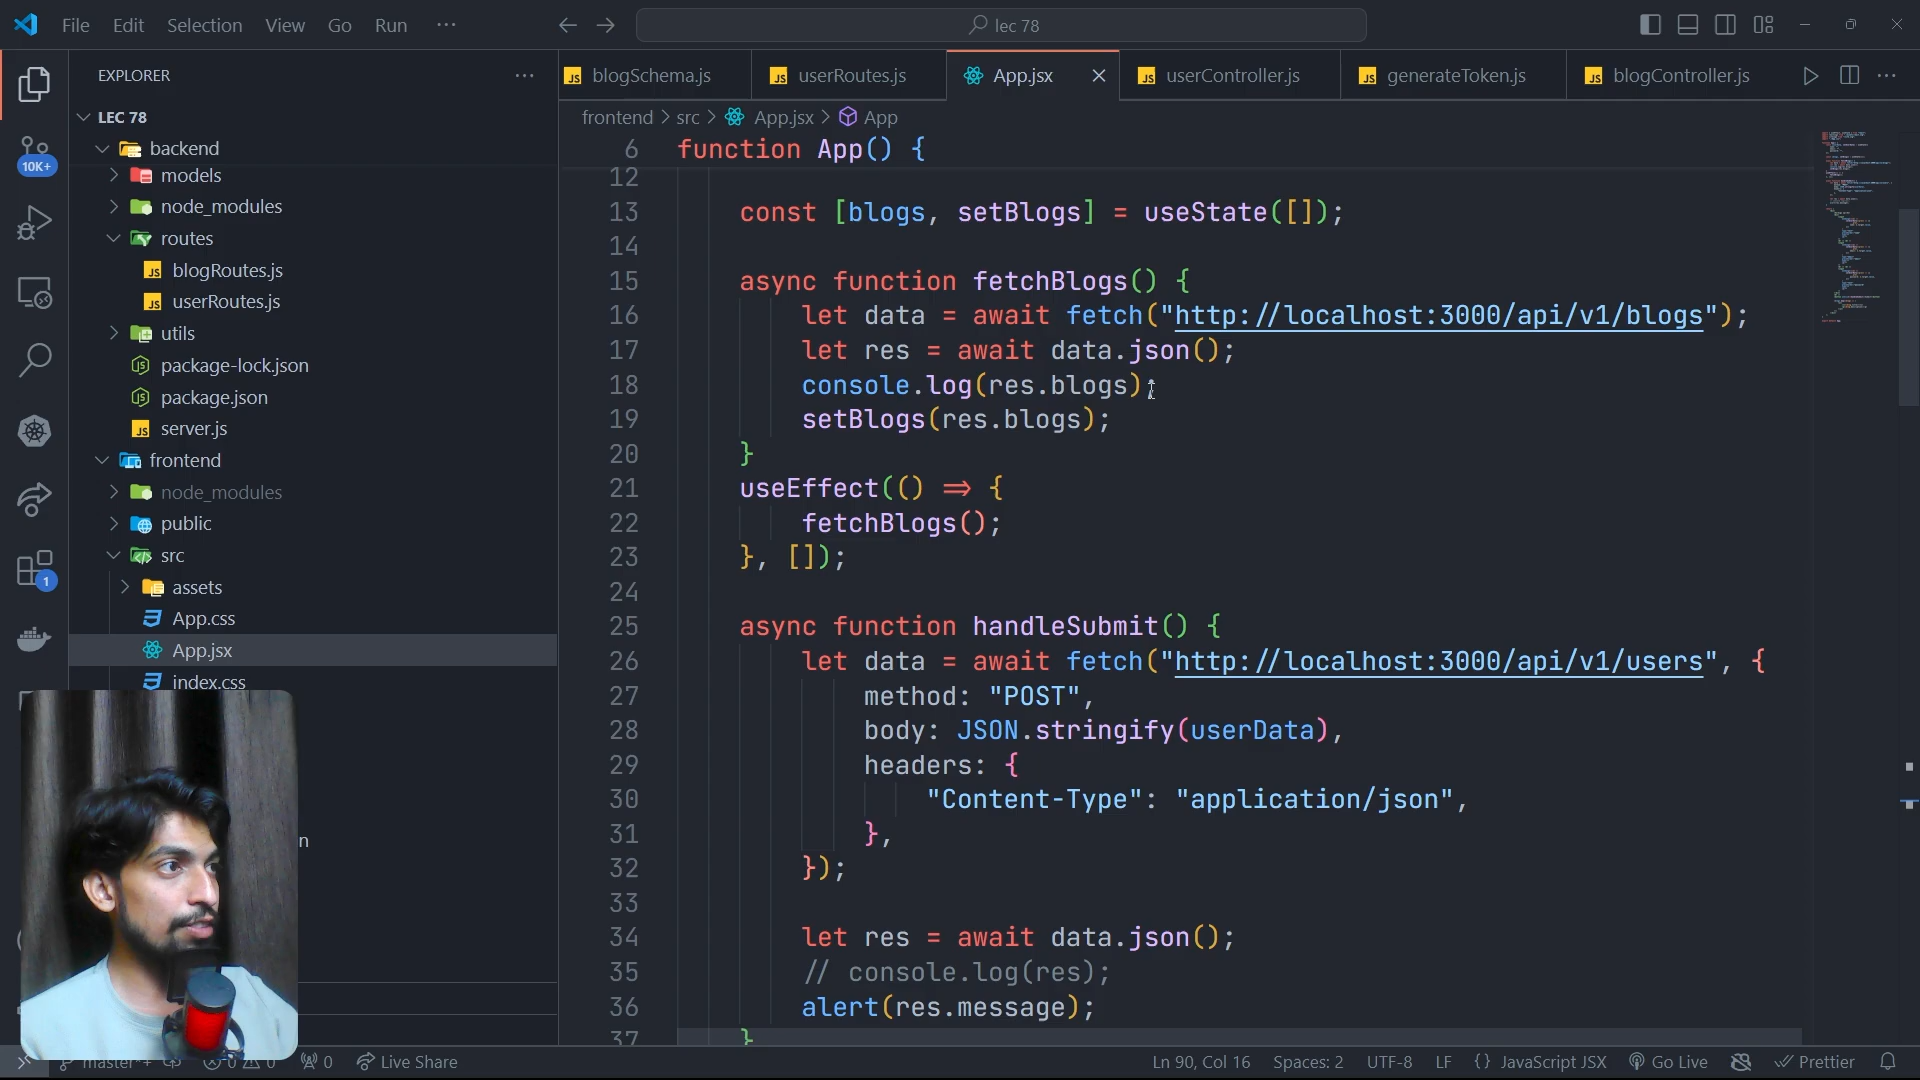 File Edit Selection View Go Run ···
lec 78
EXPLORER
LEC 78
backend
models
node_modules
routes
blogRoutes.js
userRoutes.js
utils
package-lock.json
package.json
server.js
frontend
node_modules
public
src
assets
App.css
App.jsx
index.css
n
10K+
1
blogSchema.js
userRoutes.js
App.jsx
userController.js
generateToken.js
blogController.js
frontend > src > App.jsx > App
6 function App() {
12
13 const [blogs, setBlogs] = useState([]);
14
15 async function fetchBlogs() {
16 let data = await fetch("http://localhost:3000/api/v1/blogs");
17 let res = await data.json();
18 console.log(res.blogs)
19 setBlogs(res.blogs);
20 }
21 useEffect(() => {
22 fetchBlogs();
23 }, []);
24
25 async function handleSubmit() {
26 let data = await fetch("http://localhost:3000/api/v1/users", {
27 method: "POST",
28 body: JSON.stringify(userData),
29 headers: {
30 "Content-Type": "application/json",
31 },
32 });
33
34 let res = await data.json();
35 // console.log(res);
36 alert(res.message);
37 }
master*+ 0 0 0 Live Share
Ln 90, Col 16 Spaces: 2 UTF-8 LF {} JavaScript JSX Go Live Prettier